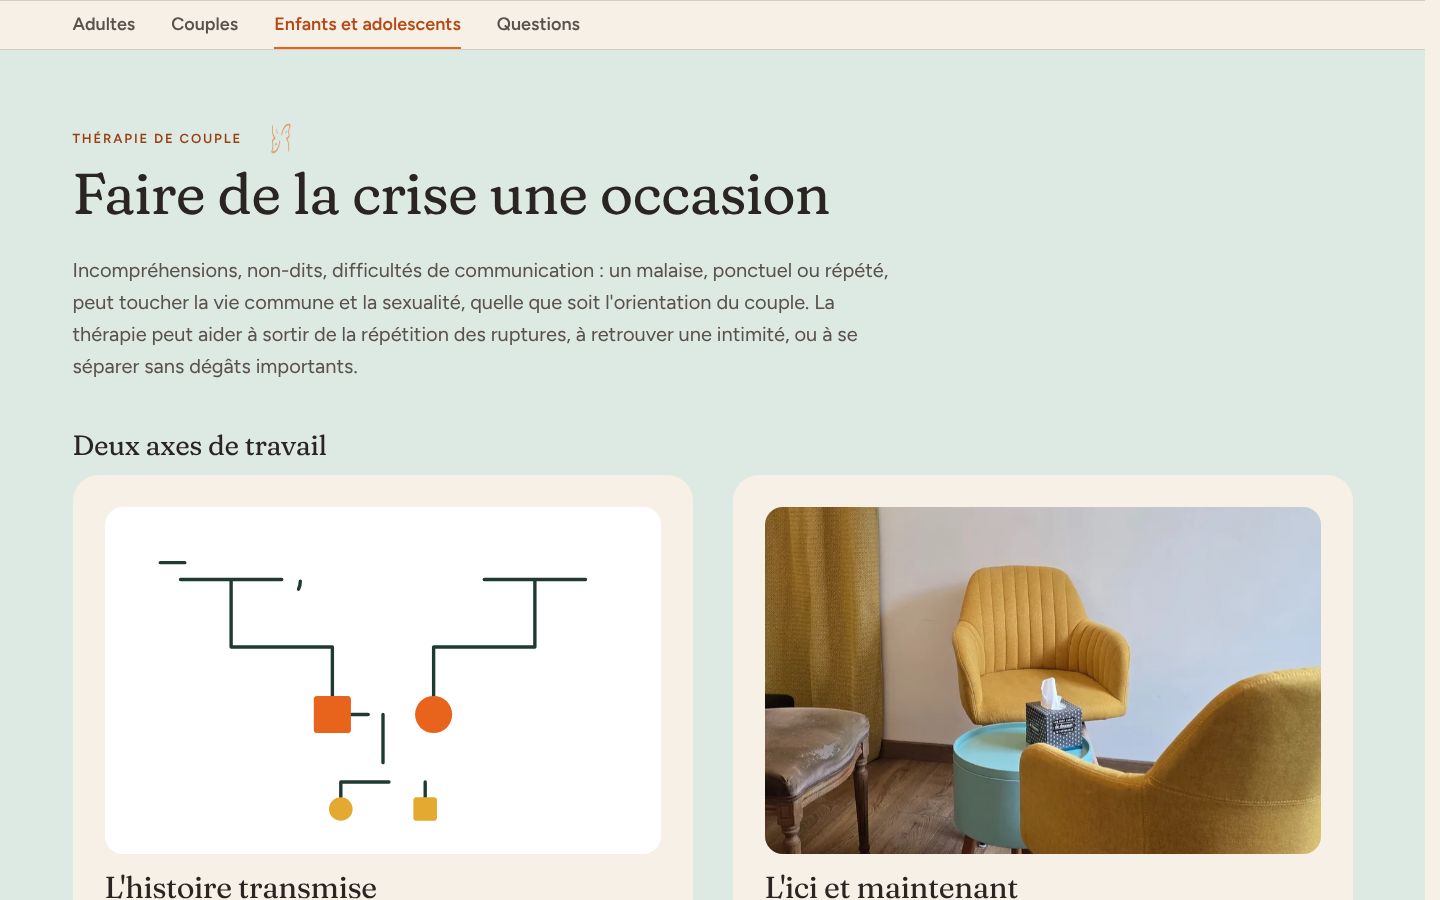 Adultes
Couples
Enfants et adolescents
Questions
THÉRAPIE DE COUPLE
Faire de la crise une occasion
Incompréhensions, non-dits, difficultés de communication : un malaise, ponctuel ou répété,
peut toucher la vie commune et la sexualité, quelle que soit l'orientation du couple. La
thérapie peut aider à sortir de la répétition des ruptures, à retrouver une intimité, ou à se
séparer sans dégâts importants.
Deux axes de travail
L'histoire transmise
L'ici et maintenant